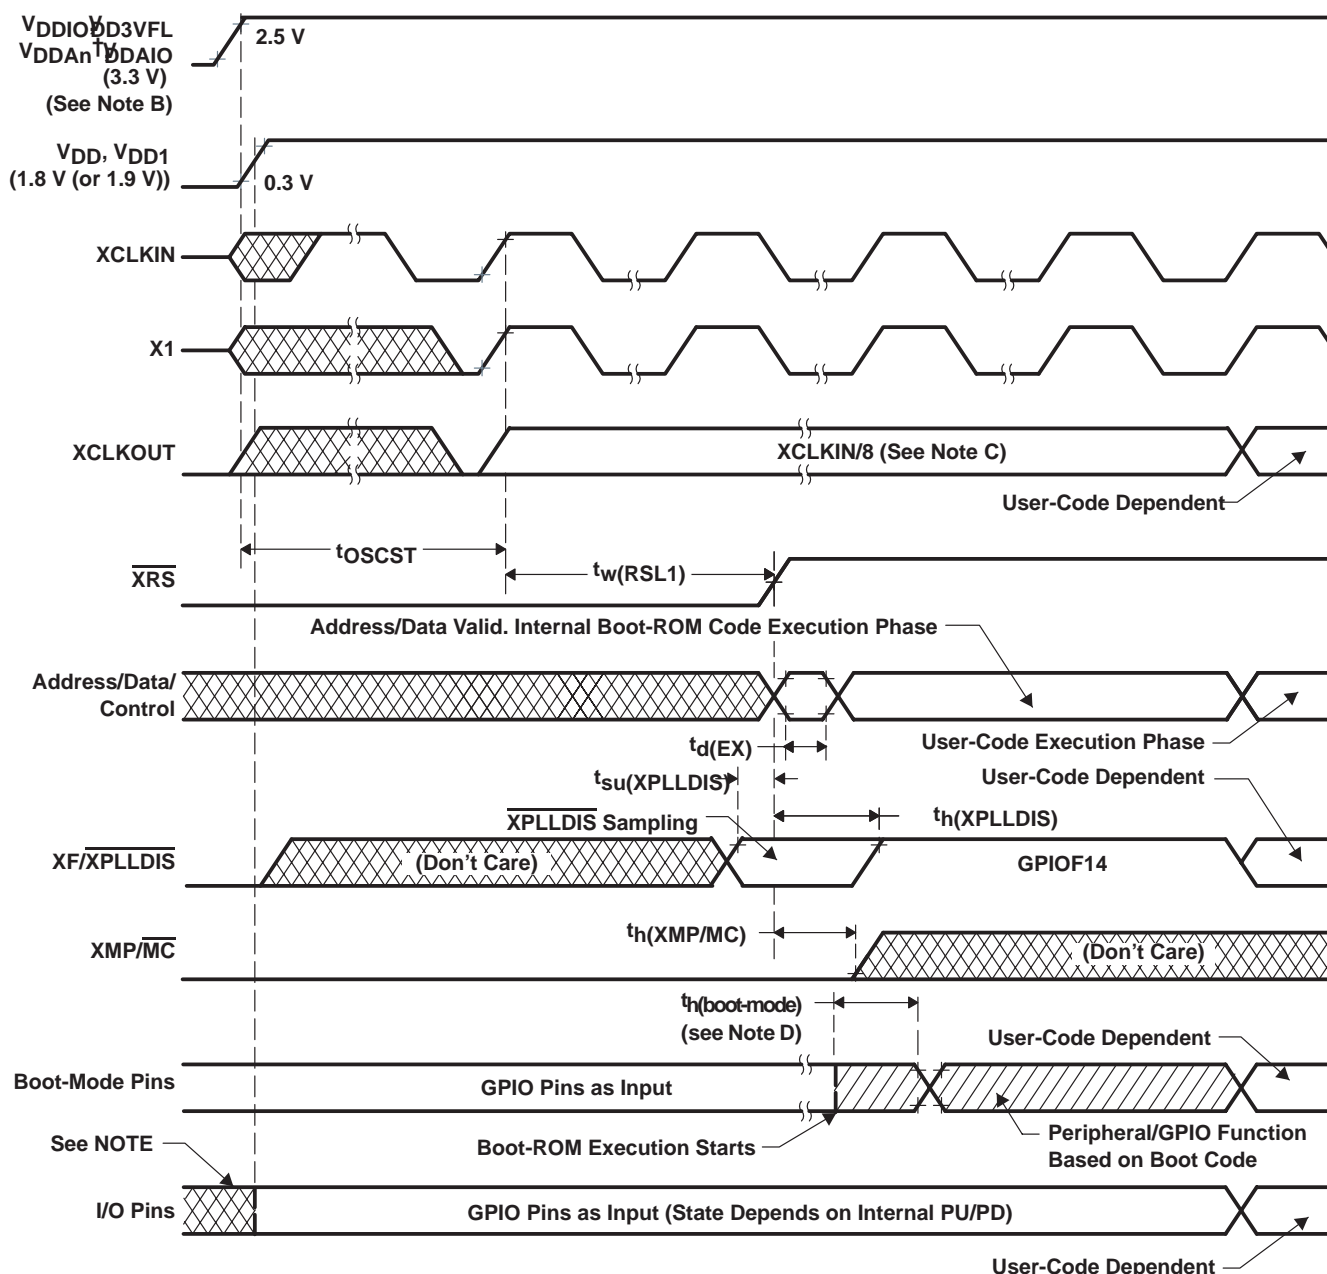 VDDIO, VDD3VFL
VDDAn, VDDAIO
(3.3 V)
(See Note B)
2.5 V
VDD, VDD1
(1.8 V (or 1.9 V))
0.3 V
XCLKIN
X1
XCLKOUT
XCLKIN/8 (See Note C)
User-Code Dependent
tOSCST
XRS
tw(RSL1)
Address/Data Valid. Internal Boot-ROM Code Execution Phase
Address/Data/
Control
td(EX)
User-Code Execution Phase
tsu(XPLLDIS)
User-Code Dependent
XPLLDIS Sampling
th(XPLLDIS)
XF/XPLLDIS
(Don't Care)
GPIOF14
th(XMP/MC)
XMP/MC
(Don't Care)
th(boot-mode)
(see Note D)
User-Code Dependent
Boot-Mode Pins
GPIO Pins as Input
See NOTE
Boot-ROM Execution Starts
Peripheral/GPIO Function
Based on Boot Code
I/O Pins
GPIO Pins as Input (State Depends on Internal PU/PD)
User-Code Dependent